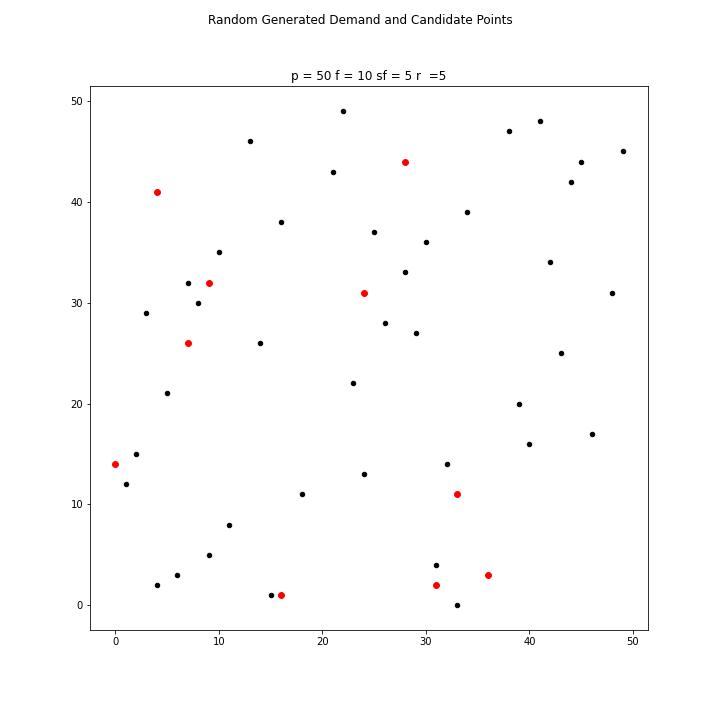 Random Generated Demand and Candidate Points
p = 50 f = 10 sf = 5 r  =5
50
40
30
20
10
0
0 10 20 30 40 50